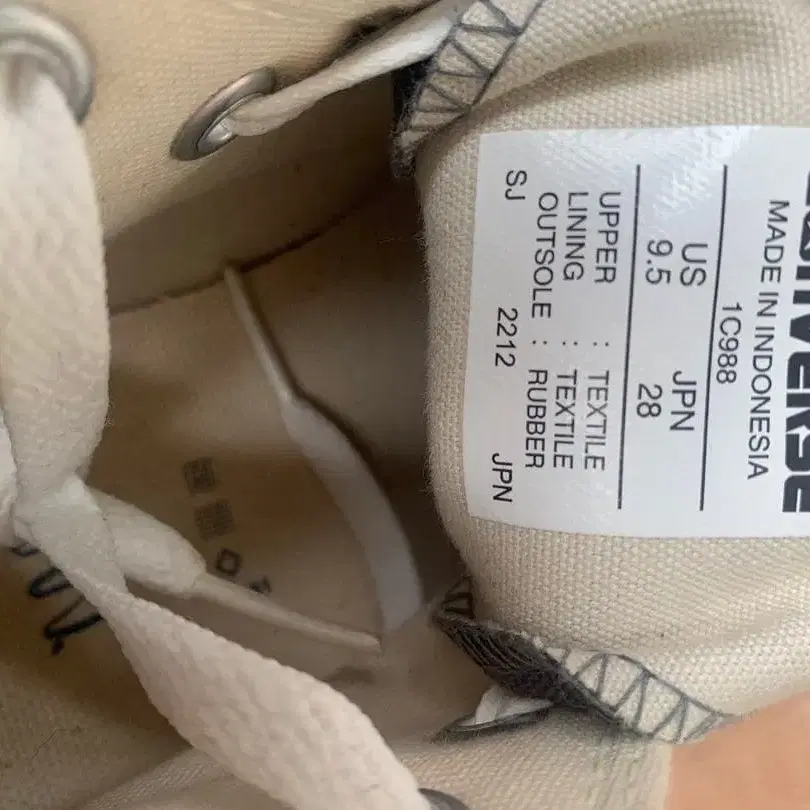 CONVERSE
MADE IN INDONESIA
1C988
US JPN
9.5 28
UPPER : TEXTILE
LINING : TEXTILE
OUTSOLE : RUBBER
SJ 2212 JPN